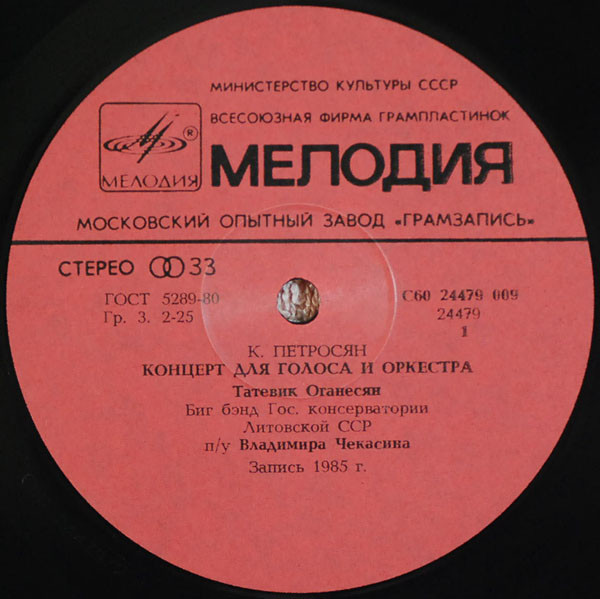 МИНИСТЕРСТВО КУЛЬТУРЫ СССР
ВСЕСОЮЗНАЯ ФИРМА ГРАМПЛАСТИНОК
®
МЕЛОДИЯ
МЕЛОДИЯ
МОСКОВСКИЙ ОПЫТНЫЙ ЗАВОД «ГРАМЗАПИСЬ»
СТЕРЕО 33
ГОСТ 5289-80
Гр. 3. 2-25
С60 24479 009
24479
1
К. ПЕТРОСЯН
КОНЦЕРТ ДЛЯ ГОЛОСА И ОРКЕСТРА
Татевик Оганесян
Биг бэнд Гос. консерватории
Литовской ССР
п/у Владимира Чекасина
Запись 1985 г.